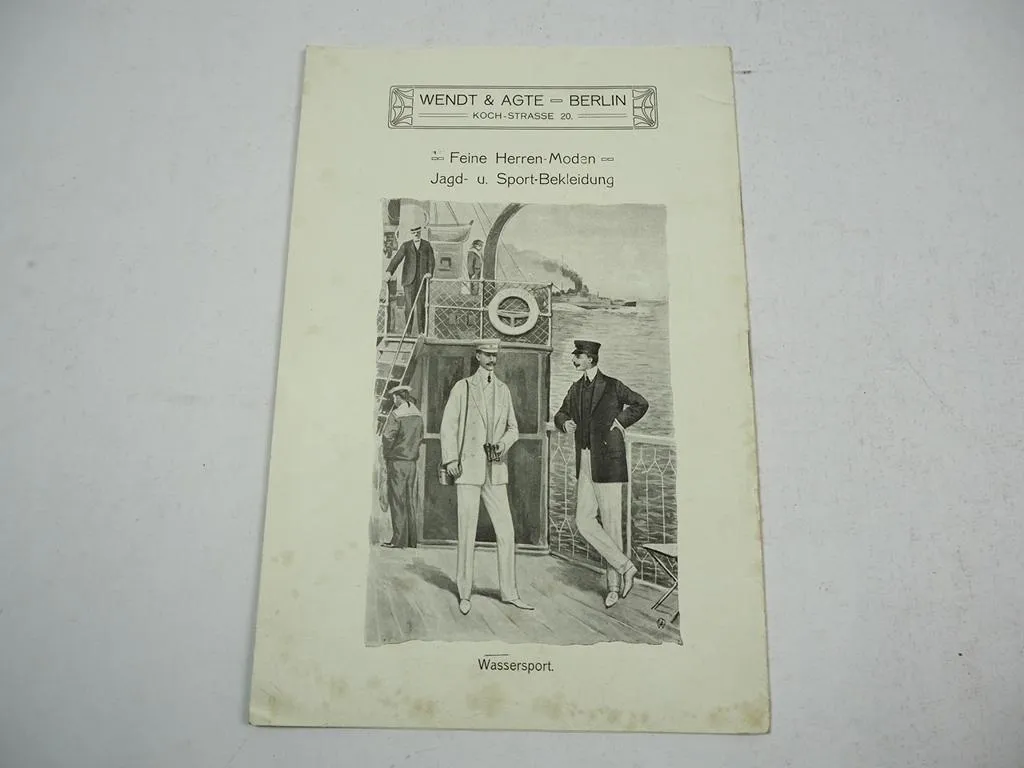 WENDT & AGTE = BERLIN
KOCH-STRASSE 20.
Feine Herren-Moden
Jagd- u. Sport-Bekleidung
Wassersport.